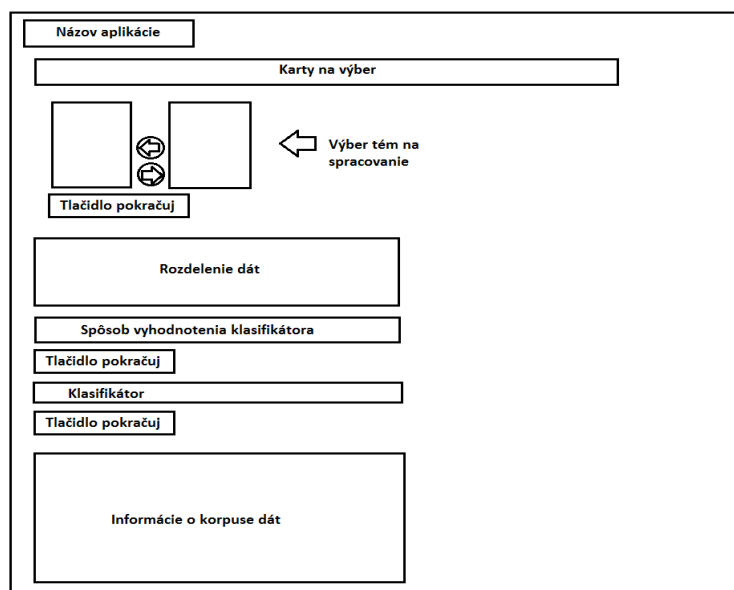 Názov aplikácie
Karty na výber
Výber tém na
spracovanie
Tlačidlo pokračuj
Rozdelenie dát
Spôsob vyhodnotenia klasifikátora
Tlačidlo pokračuj
Klasifikátor
Tlačidlo pokračuj
Informácie o korpuse dát